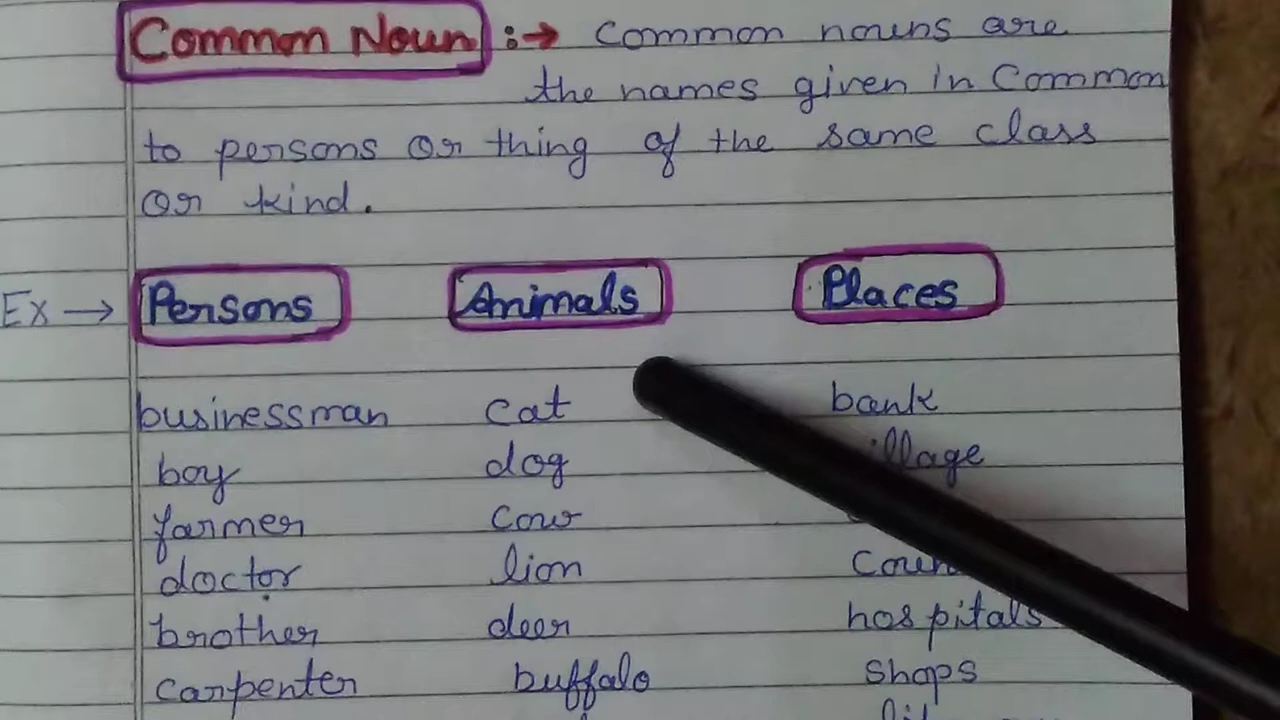 Common Noun :→ Common nouns are
the names given in Common
to persons or thing of the same class
or kind.
Ex → Persons Animals Places
businessman cat bank
boy dog
farmer cow
doctor lion
brother deer hospitals
carpenter buffalo shops